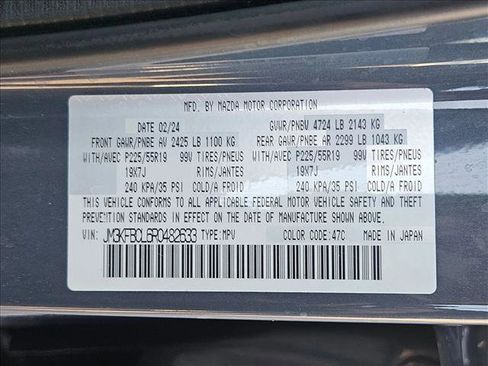 MFD. BY MAZDA MOTOR CORPORATION
DATE 02/24 GVWR/PNBV 4724 LB 2143 KG
FRONT GAWR/PNBE AV 2425 LB 1100 KG REAR GAWR/PNBE AR 2299 LB 1043 KG
WITH/AVEC P225/55R19 99V TIRES/PNEUS WITH/AVEC P225/55R19 99V TIRES/PNEUS
19X7J RIMS/JANTES 19X7J RIMS/JANTES
240 KPA/35 PSI COLD/A FROID 240 KPA/35 PSI COLD/A FROID
THIS VEHICLE CONFORMS TO ALL APPLICABLE FEDERAL MOTOR VEHICLE SAFETY AND THEFT
PREVENTION STANDARDS IN EFFECT ON THE DATE OF MANUFACTURE SHOWN ABOVE.
VIN: JM3KFBCL6R0482633 TYPE:MPV COLOR CODE:47C MADE IN JAPAN